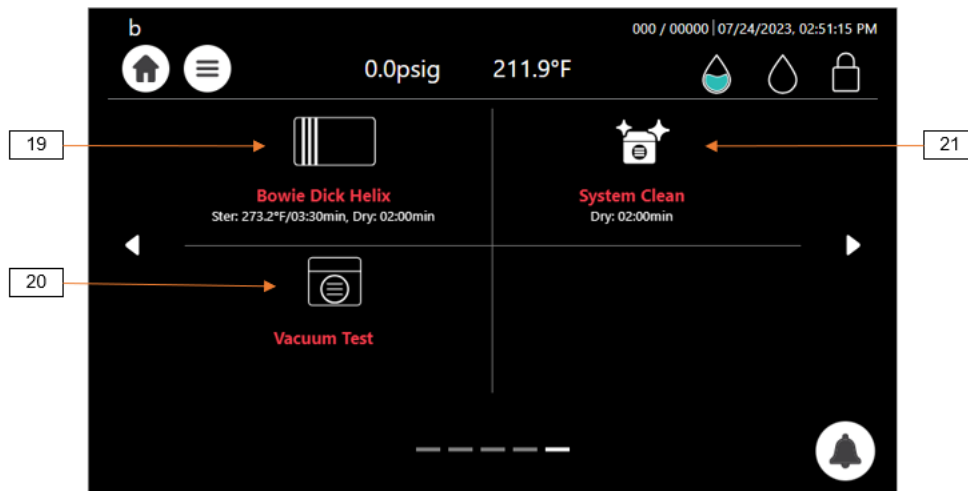 b
000 / 00000 | 07/24/2023, 02:51:15 PM
0.0psig 211.9°F
19
21
Bowie Dick Helix
Ster: 273.2°F/03:30min, Dry: 02:00min
System Clean
Dry: 02:00min
20
Vacuum Test